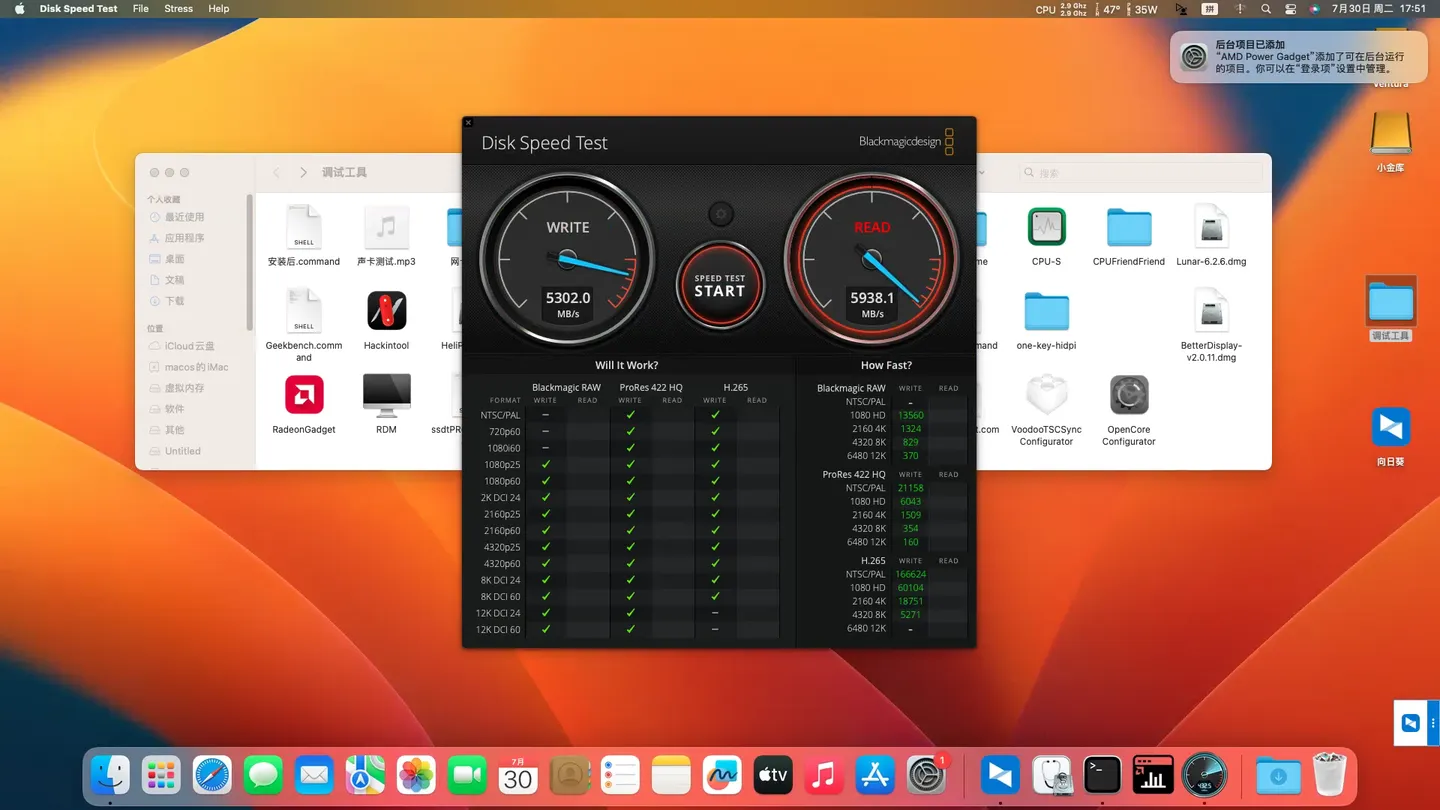 Disk Speed Test File Stress Help
CPU 2.9 Ghz 2.9 Ghz 47° 35W 拼 7月30日 周二 17:51
后台项目已添加
“AMD Power Gadget”添加了可在后台运行
的项目。你可以在“登录项”设置中管理。
Ventura
小金库
调试工具
向日葵
调试工具
搜索
个人收藏
最近使用
应用程序
桌面
文稿
下载
位置
iCloud云盘
macos的iMac
虚拟内存
软件
其他
Untitled
SHELL
安装后.command
声卡测试.mp3
CPU-S
CPUFriendFriend
Lunar-6.2.6.dmg
SHELL
Geekbench.comm
and
Hackintool
one-key-hidpi
BetterDisplay-
v2.0.11.dmg
RadeonGadget
RDM
VoodooTSCSync
Configurator
OpenCore
Configurator
Disk Speed Test
Blackmagicdesign
WRITE
5302.0
MB/s
SPEED TEST
START
READ
5938.1
MB/s
Will It Work?
Blackmagic RAW ProRes 422 HQ H.265
FORMAT WRITE READ WRITE READ WRITE READ
NTSC/PAL – ✓ ✓
720p60 – ✓ ✓
1080i60 – ✓ ✓
1080p25 ✓ ✓ ✓
1080p60 ✓ ✓ ✓
2K DCI 24 ✓ ✓ ✓
2160p25 ✓ ✓ ✓
2160p60 ✓ ✓ ✓
4320p25 ✓ ✓ ✓
4320p60 ✓ ✓ ✓
8K DCI 24 ✓ ✓ ✓
8K DCI 60 ✓ ✓ ✓
12K DCI 24 ✓ ✓ –
12K DCI 60 ✓ ✓ –
How Fast?
Blackmagic RAW WRITE READ
NTSC/PAL -
1080 HD 13560
2160 4K 1324
4320 8K 829
6480 12K 370
ProRes 422 HQ WRITE READ
NTSC/PAL 21158
1080 HD 6043
2160 4K 1509
4320 8K 354
6480 12K 160
H.265 WRITE READ
NTSC/PAL 166624
1080 HD 60104
2160 4K 18751
4320 8K 5271
6480 12K -
7月
30
tv
1